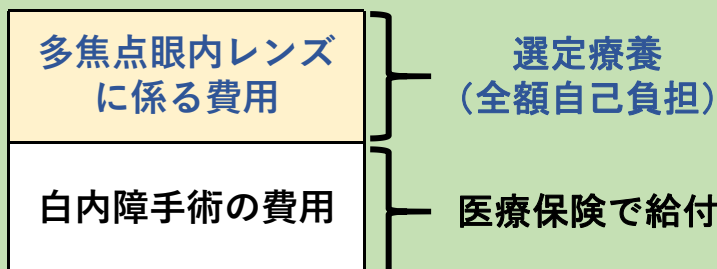 多焦点眼内レンズ
に係る費用
選定療養
（全額自己負担）
白内障手術の費用
医療保険で給付